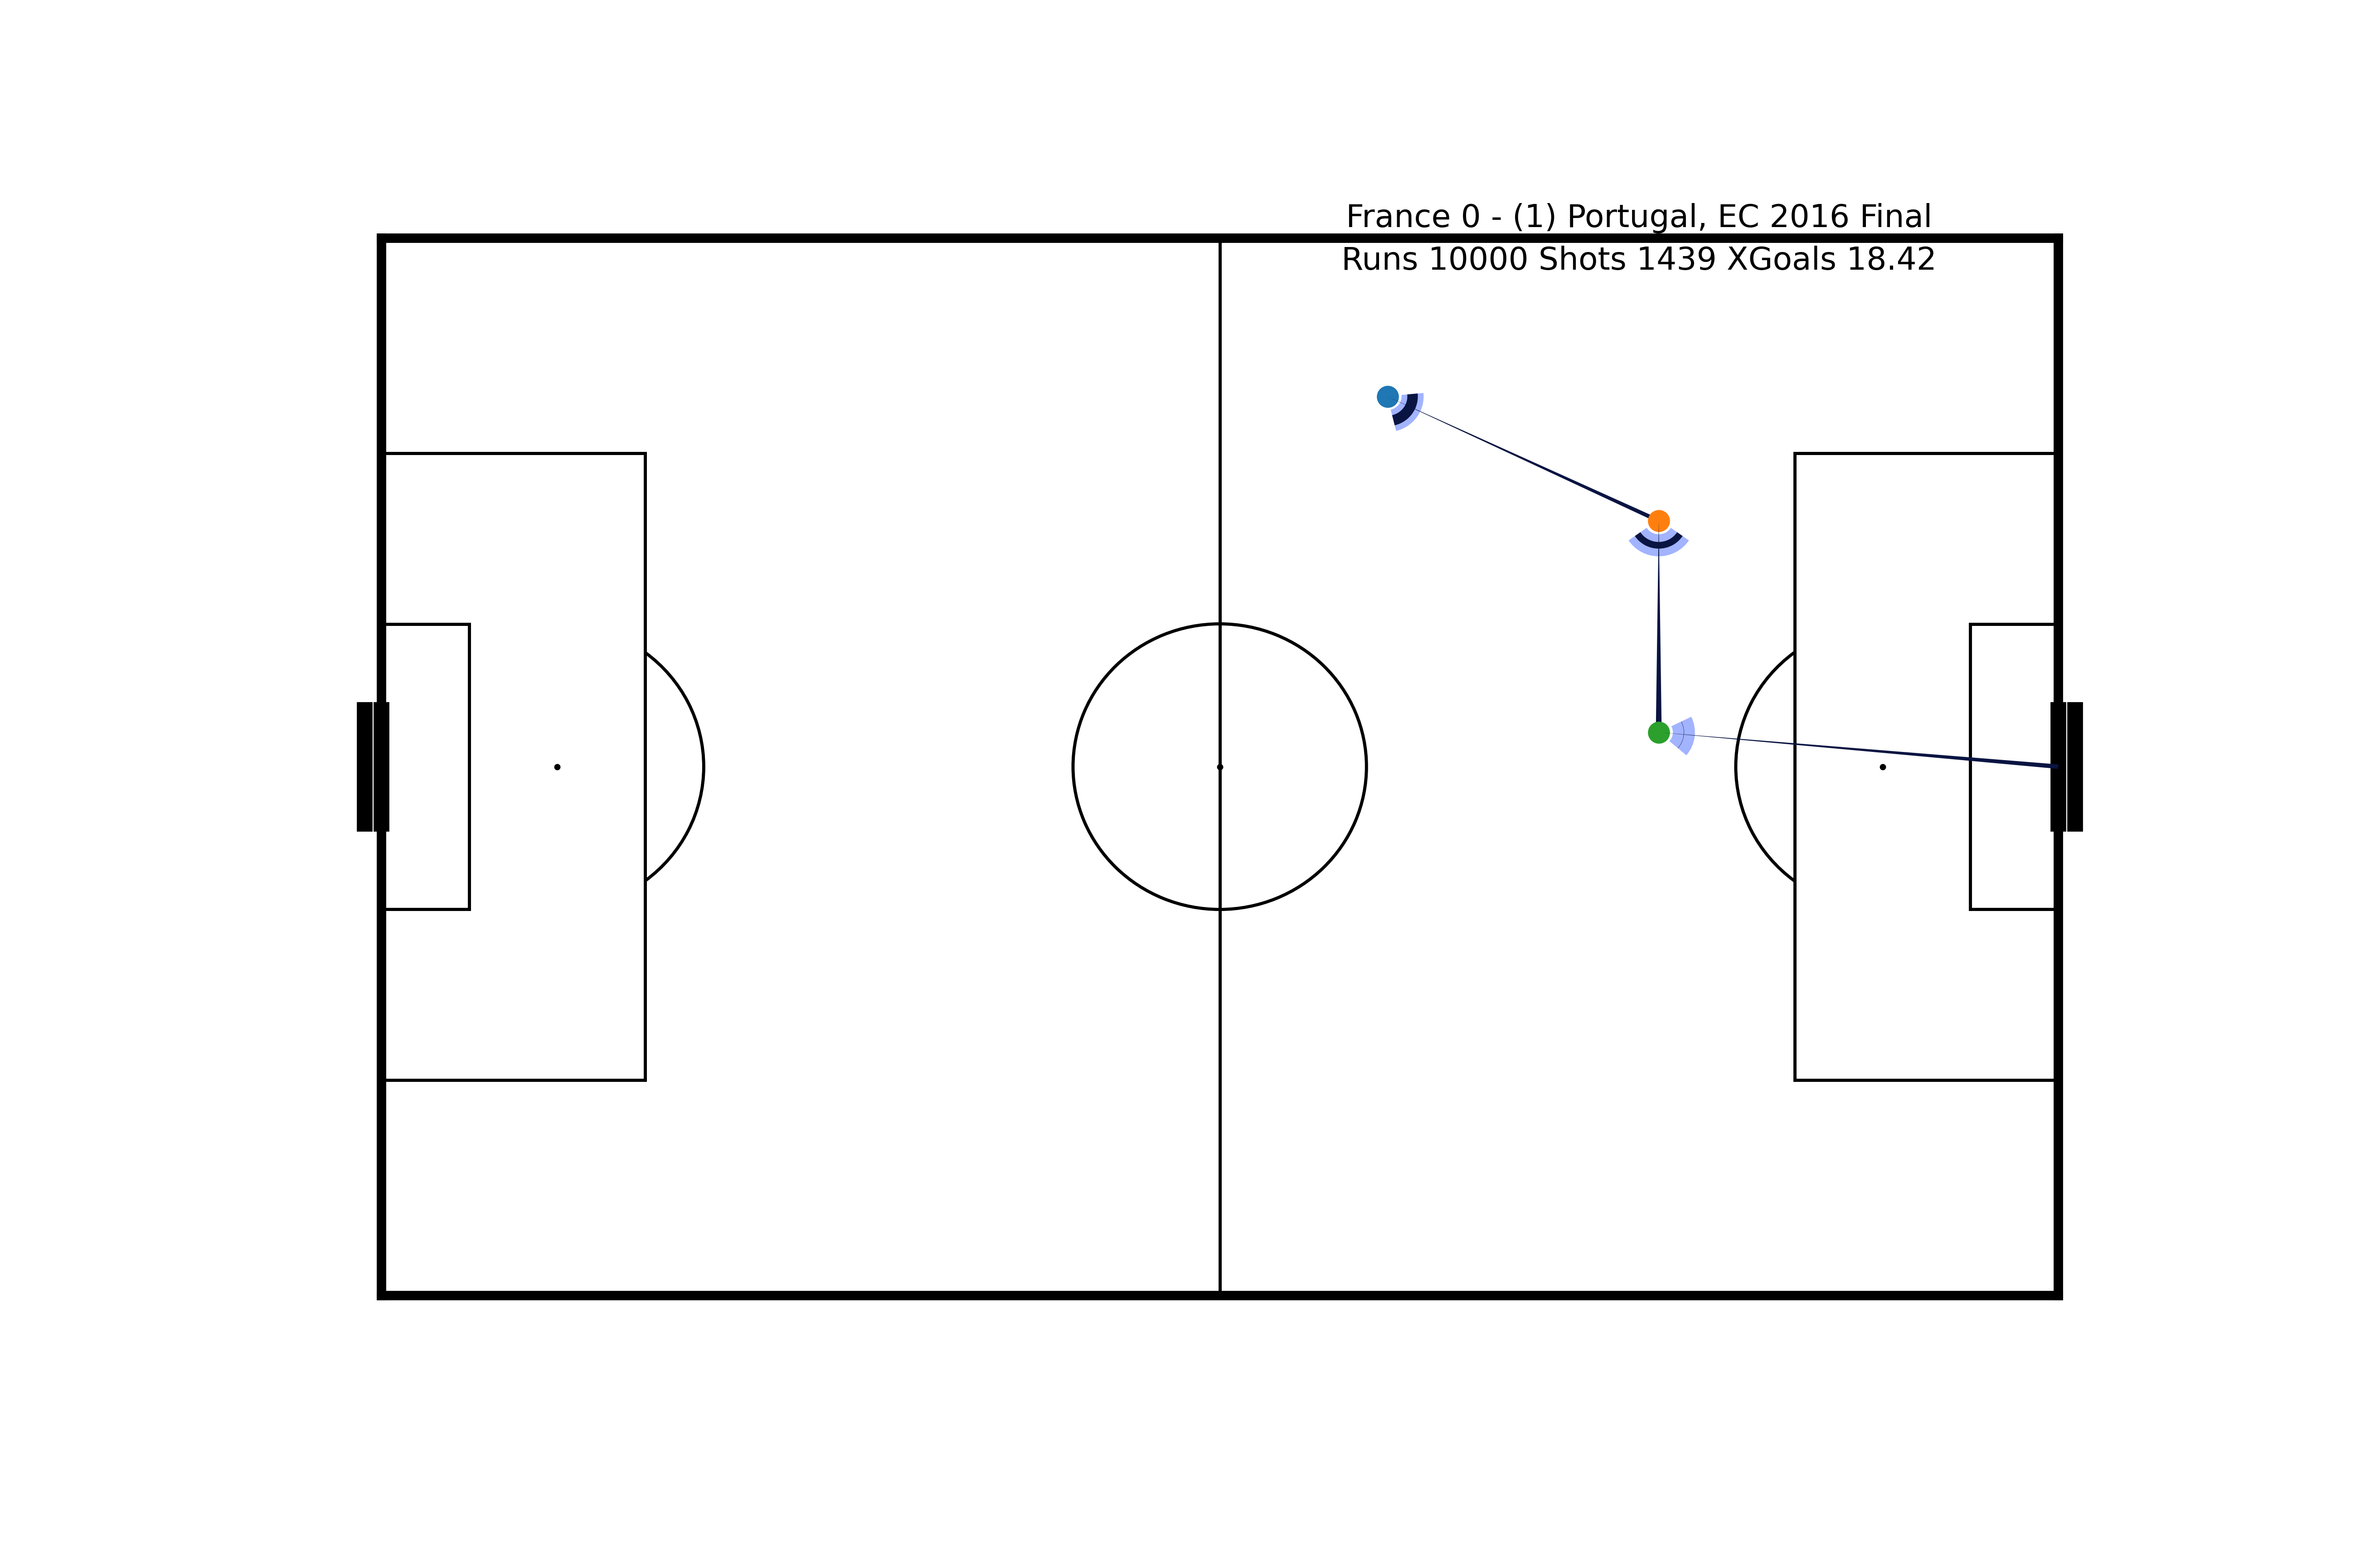 France 0 - (1) Portugal, EC 2016 Final
Runs 10000 Shots 1439 XGoals 18.42